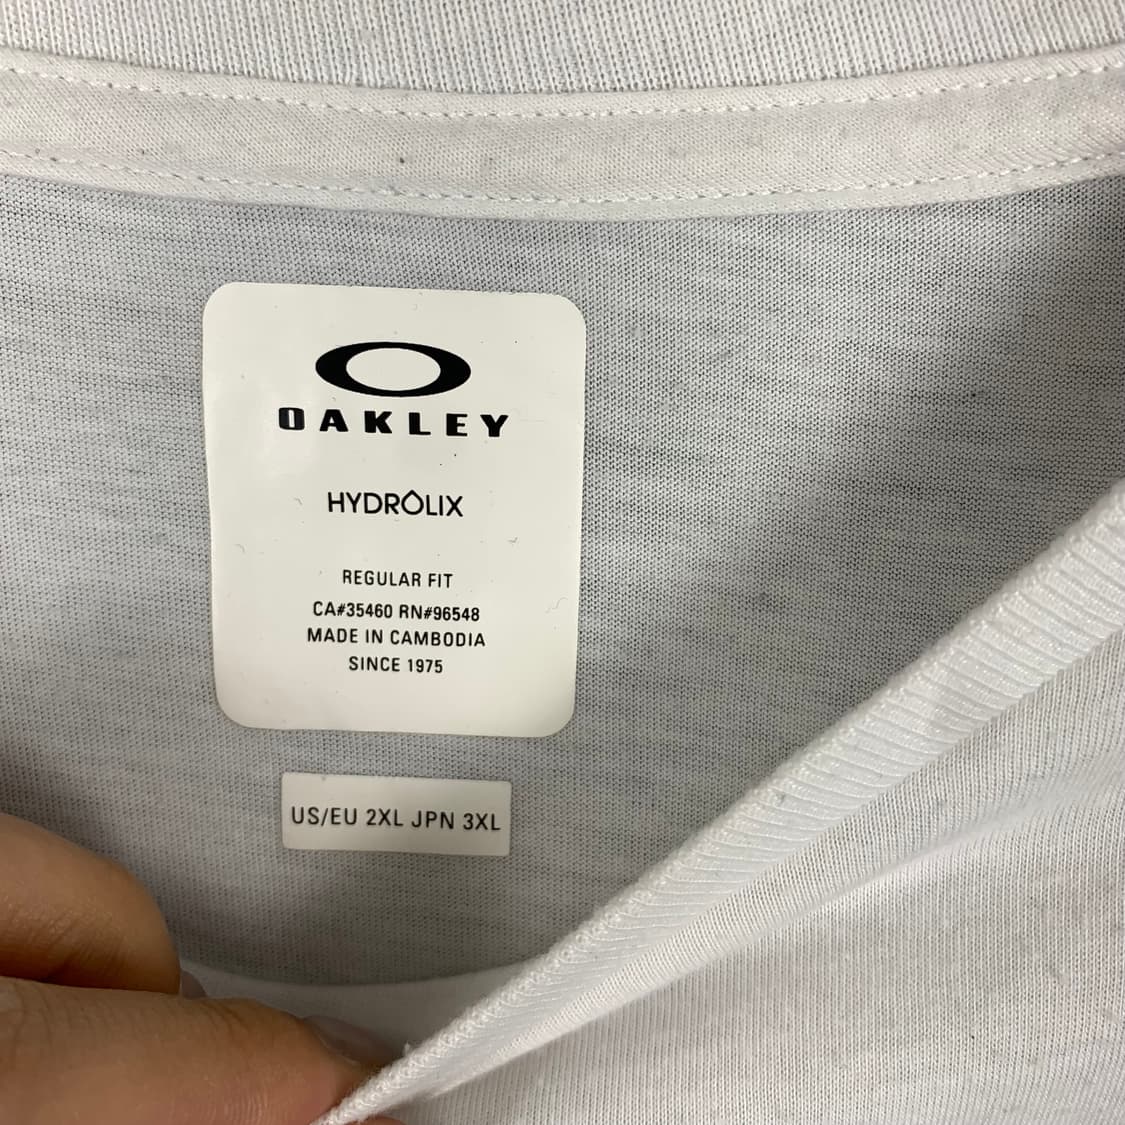 OAKLEY
HYDROLIX
REGULAR FIT
CA#35460 RN#96548
MADE IN CAMBODIA
SINCE 1975
US/EU 2XL JPN 3XL